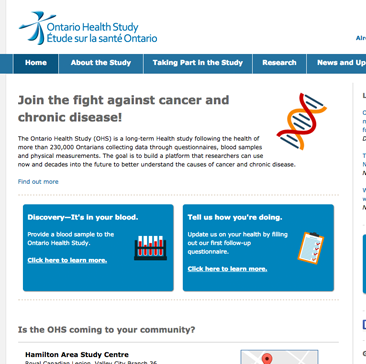 Ontario Health Study
Étude sur la santé Ontario
Home
About the Study
Taking Part in the Study
Research
News and
Join the fight against cancer and
chronic disease!
The Ontario Health Study (OHS) is a long-term Health study following the health of
more than 230,000 Ontarians collecting data through questionnaires, blood samples
and physical measurements. The goal is to build a platform that researchers can use
now and decades into the future to better understand the causes of cancer and chronic disease.
Find out more
Discovery—It's in your blood.
Provide a blood sample to the
Ontario Health Study.
Click here to learn more.
Tell us how you're doing.
Update us on your health by filling
out our first follow-up
questionnaire.
Click here to learn more.
Is the OHS coming to your community?
Hamilton Area Study Centre
Royal Canadian Legion, Valley City Branch 36